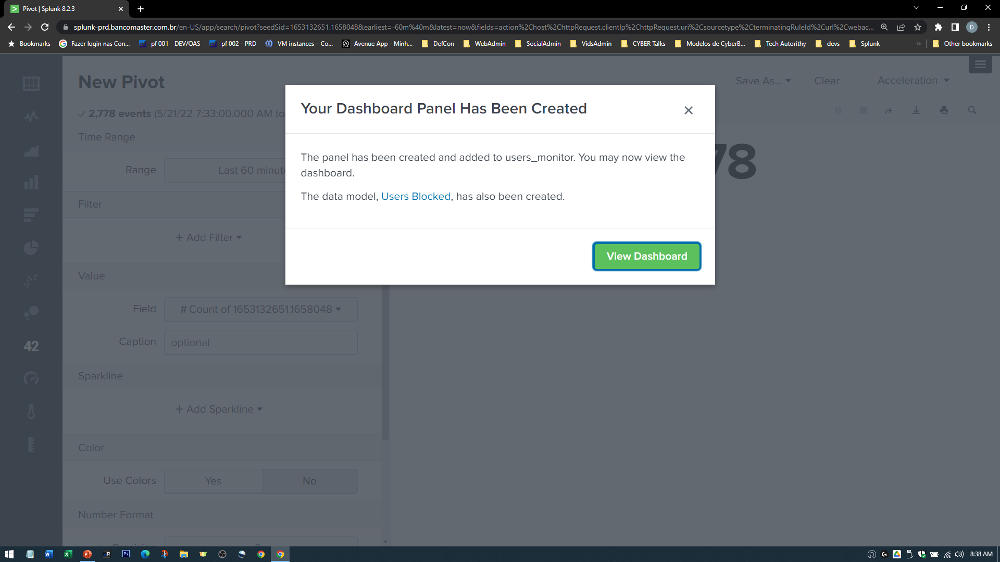 Pivot | Splunk 8.2.3
splunk-prd.bancomaster.com.br/en-US/app/search/pivot?seedSid=1653132651.1658048&earliest=-60m%40m&latest=now&fields=action%2Chost%2ChttpRequest.clientIp%2ChttpRequest.uri%2Csourcetype%2CterminatingRuleId%2Curl%2Cwebac...
D
Bookmarks Fazer login nas Con... pf 001 - DEV/QAS pf 002 - PRD VM instances – Co... Avenue App - Minh... DefCon WebAdmin SocialAdmin VidsAdmin CYBER Talks Modelos de CyberB... Tech Autorithy devs Splunk » Other bookmarks
New Pivot
Save As... Clear Acceleration
2,778 events (5/21/22 7:33:00.000 AM to
Your Dashboard Panel Has Been Created
The panel has been created and added to users_monitor. You may now view the
dashboard.
The data model, Users Blocked, has also been created.
View Dashboard
78
Time Range
Range Last 60 minute
Filter
+ Add Filter
Value
Field # Count of 1653132651.1658048
Caption optional
42
Sparkline
+ Add Sparkline
Color
Use Colors Yes No
Number Format
Precision
8:38 AM